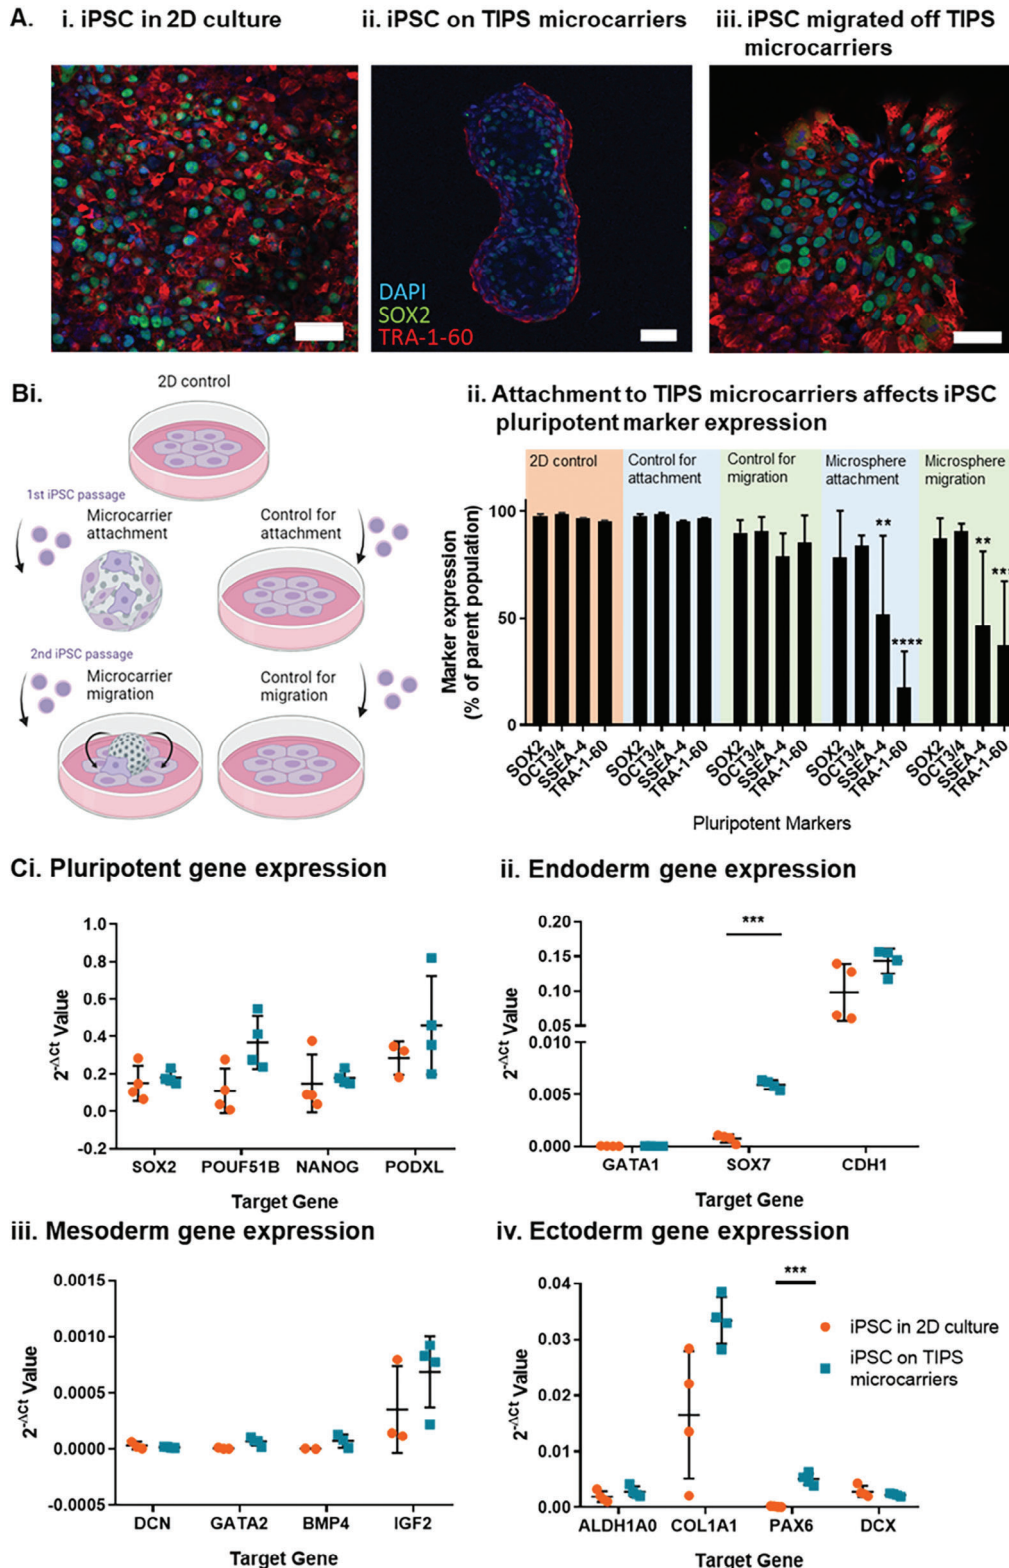 A.
i. iPSC in 2D culture
ii. iPSC on TIPS microcarriers
iii. iPSC migrated off TIPS
microcarriers
DAPI
SOX2
TRA-1-60
Bi.
2D control
1st iPSC passage
Microcarrier
attachment
Control for
attachment
2nd iPSC passage
Microcarrier
migration
Control for
migration
ii. Attachment to TIPS microcarriers affects iPSC
pluripotent marker expression
2D control
Control for
attachment
Control for
migration
Microsphere
attachment
Microsphere
migration
Marker expression
(% of parent population)
100
50
0
** **** ** ***
SOX2 OCT3/4 SSEA-4 TRA-1-60 SOX2 OCT3/4 SSEA-4 TRA-1-60 SOX2 OCT3/4 SSEA-4 TRA-1-60 SOX2 OCT3/4 SSEA-4 TRA-1-60 SOX2 OCT3/4 SSEA-4 TRA-1-60
Pluripotent Markers
Ci. Pluripotent gene expression
2^-ΔCt Value
1.0
0.8
0.6
0.4
0.2
0.0
-0.2
SOX2 POUF51B NANOG PODXL
Target Gene
ii. Endoderm gene expression
2^-ΔCt Value
***
0.20
0.15
0.10
0.05
0.010
0.005
0.000
GATA1 SOX7 CDH1
Target Gene
iii. Mesoderm gene expression
2^-ΔCt Value
0.0015
0.0010
0.0005
0.0000
-0.0005
DCN GATA2 BMP4 IGF2
Target Gene
iv. Ectoderm gene expression
2^-ΔCt Value
***
0.04
0.03
0.02
0.01
0.00
iPSC in 2D culture
iPSC on TIPS
microcarriers
ALDH1A0 COL1A1 PAX6 DCX
Target Gene